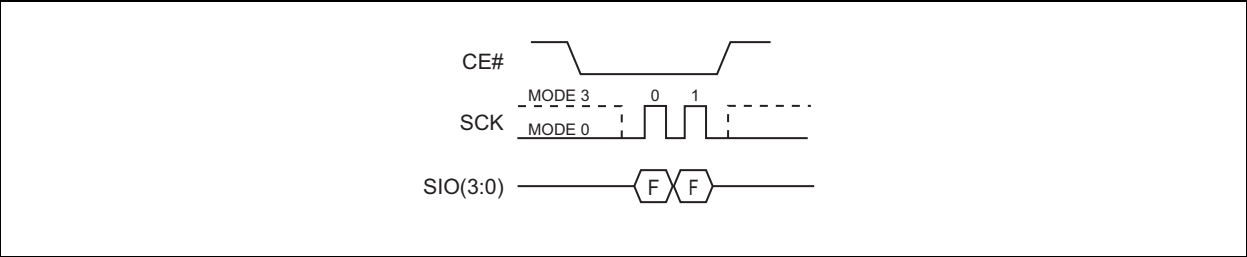 CE#
MODE 3 0 1
SCK
MODE 0
SIO(3:0) F F